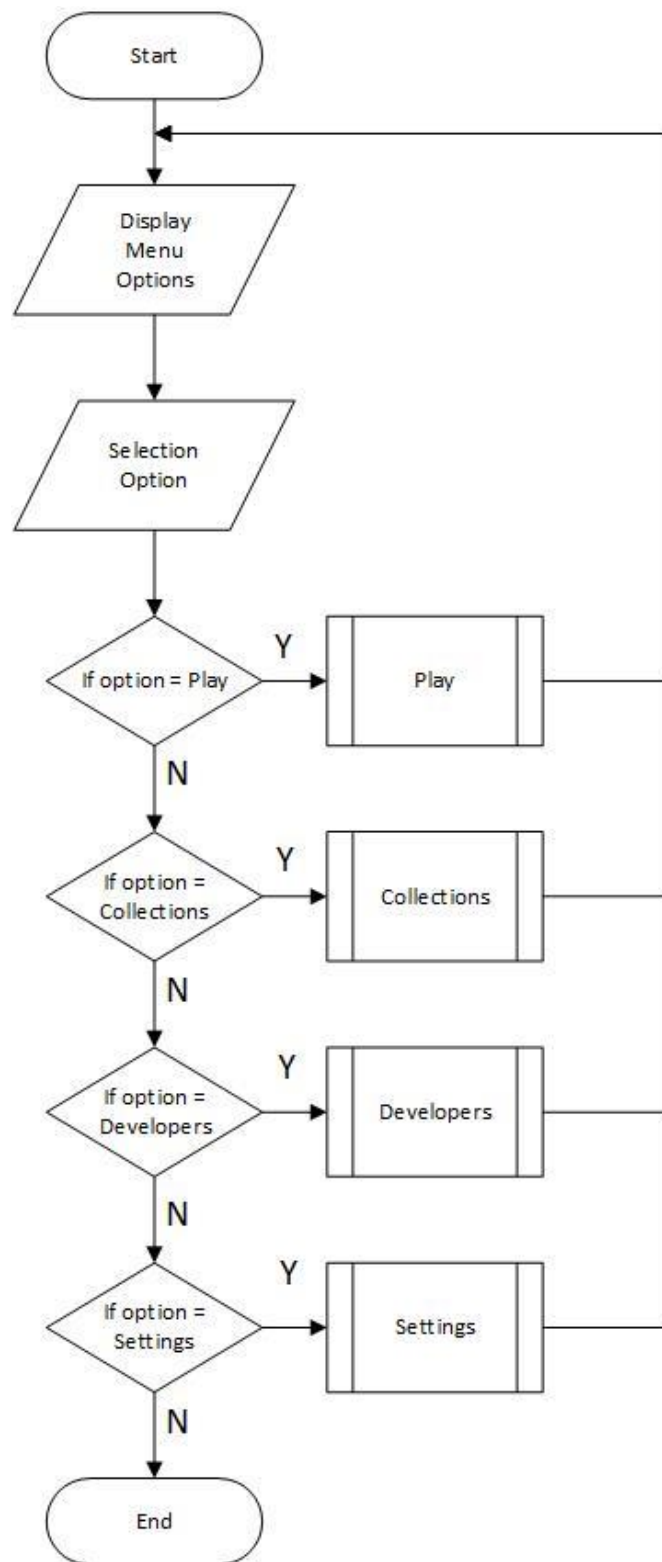 Start
Display
Menu
Options
Selection
Option
If option = Play
Y
Play
N
If option =
Collections
Y
Collections
N
If option =
Developers
Y
Developers
N
If option =
Settings
Y
Settings
N
End